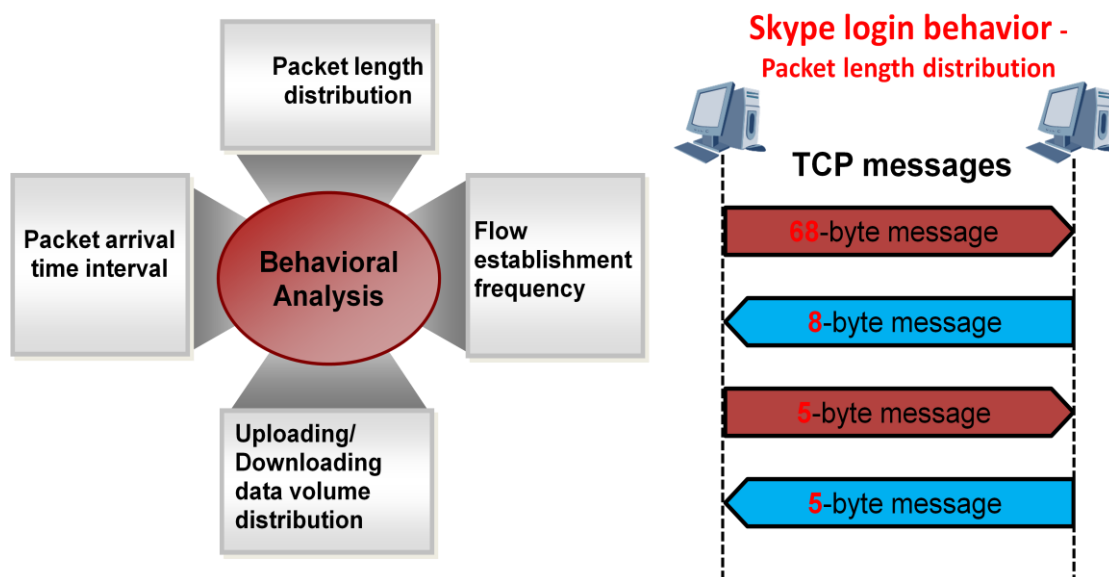 Packet length
distribution
Packet arrival
time interval
Behavioral
Analysis
Flow
establishment
frequency
Uploading/
Downloading
data volume
distribution
Skype login behavior -
Packet length distribution
TCP messages
68-byte message
8-byte message
5-byte message
5-byte message